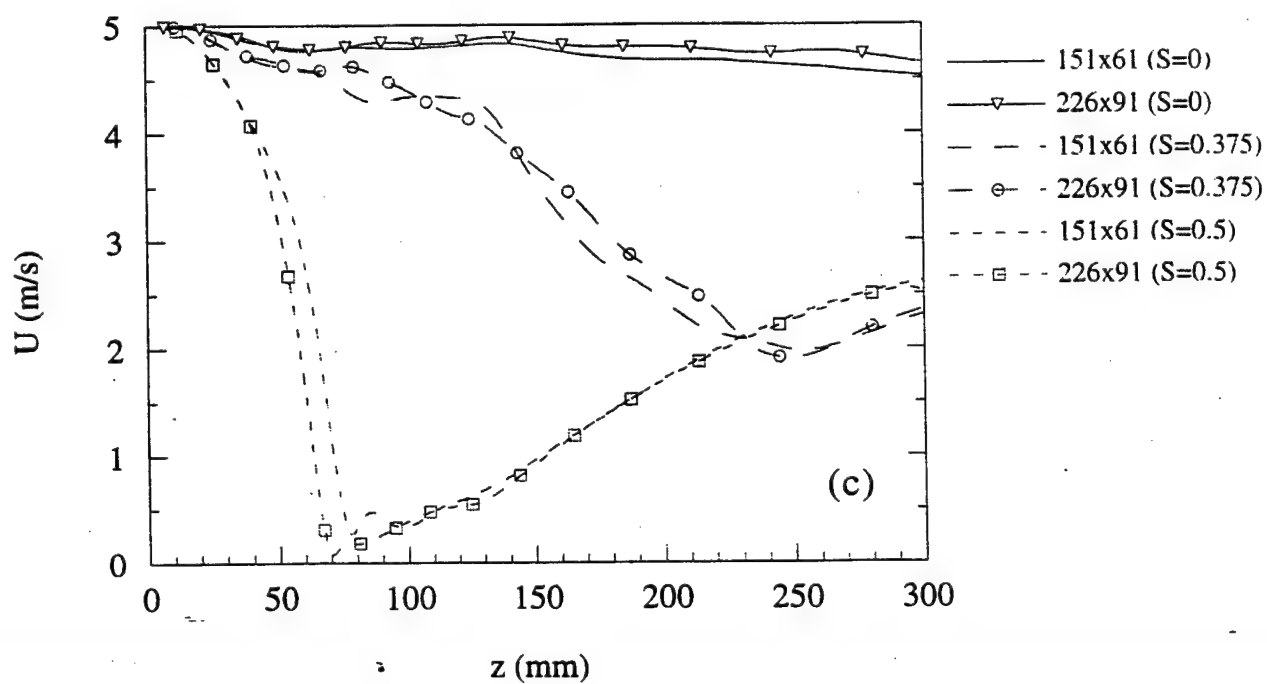 5
4
3
2
1
0
U (m/s)
0
50
100
150
200
250
300
z (mm)
(c)
151x61 (S=0)
226x91 (S=0)
151x61 (S=0.375)
226x91 (S=0.375)
151x61 (S=0.5)
226x91 (S=0.5)